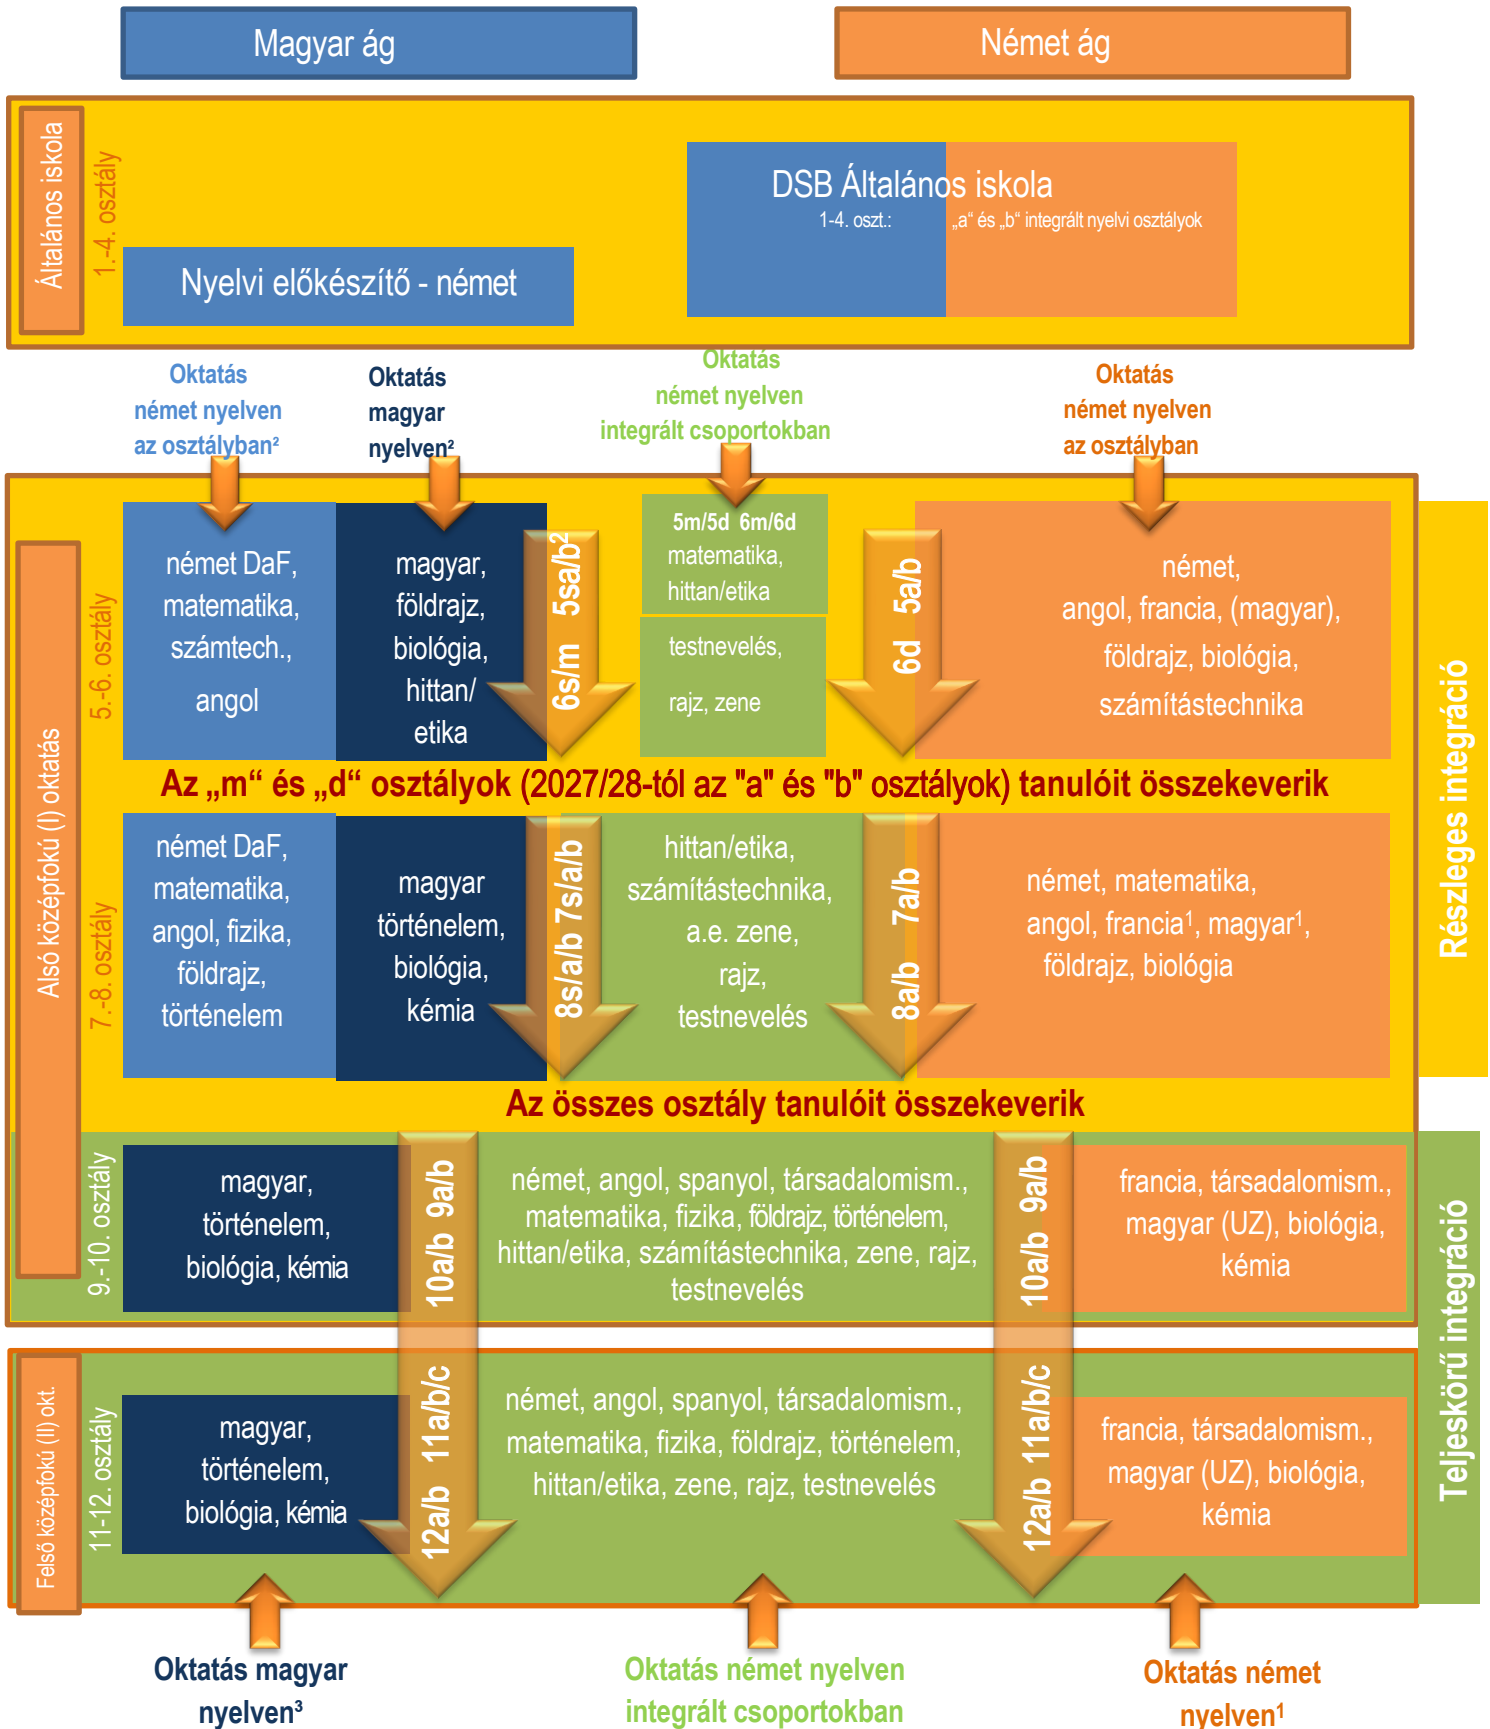 Magyar ág
Német ág
Általános iskola
1.-4. osztály
DSB Általános iskola
1-4. oszt.: „a“ és „b“ integrált nyelvi osztályok
Nyelvi előkészítő - német
Oktatás
német nyelven
az osztályban²
Oktatás
magyar
nyelven²
Oktatás
német nyelven
integrált csoportokban
Oktatás
német nyelven
az osztályban
Alsó középfokú (I) oktatás
5.-6. osztály
német DaF,
matematika,
számtech.,
angol
magyar,
földrajz,
biológia,
hittan/
etika
6s/m 5sa/b²
5m/5d 6m/6d
matematika,
hittan/etika
testnevelés,
rajz, zene
6d 5a/b
német,
angol, francia, (magyar),
földrajz, biológia,
számítástechnika
Részleges integráció
Az „m“ és „d“ osztályok (2027/28-tól az "a" és "b" osztályok) tanulóit összekeverik
7.-8. osztály
német DaF,
matematika,
angol, fizika,
földrajz,
történelem
magyar
történelem,
biológia,
kémia
8s/a/b 7s/a/b
hittan/etika,
számítástechnika,
a.e. zene,
rajz,
testnevelés
8a/b 7a/b
német, matematika,
angol, francia¹, magyar¹,
földrajz, biológia
Az összes osztály tanulóit összekeverik
9.-10. osztály
magyar,
történelem,
biológia, kémia
10a/b 9a/b
német, angol, spanyol, társadalomism.,
matematika, fizika, földrajz, történelem,
hittan/etika, számítástechnika, zene, rajz,
testnevelés
10a/b 9a/b
francia, társadalomism.,
magyar (UZ), biológia,
kémia
Teljeskörű integráció
Felső középfokú (II) okt.
11-12. osztály
magyar,
történelem,
biológia, kémia
12a/b 11a/b/c
német, angol, spanyol, társadalomism.,
matematika, fizika, földrajz, történelem,
hittan/etika, zene, rajz, testnevelés
12a/b 11a/b/c
francia, társadalomism.,
magyar (UZ), biológia,
kémia
Oktatás magyar
nyelven³
Oktatás német nyelven
integrált csoportokban
Oktatás német
nyelven¹